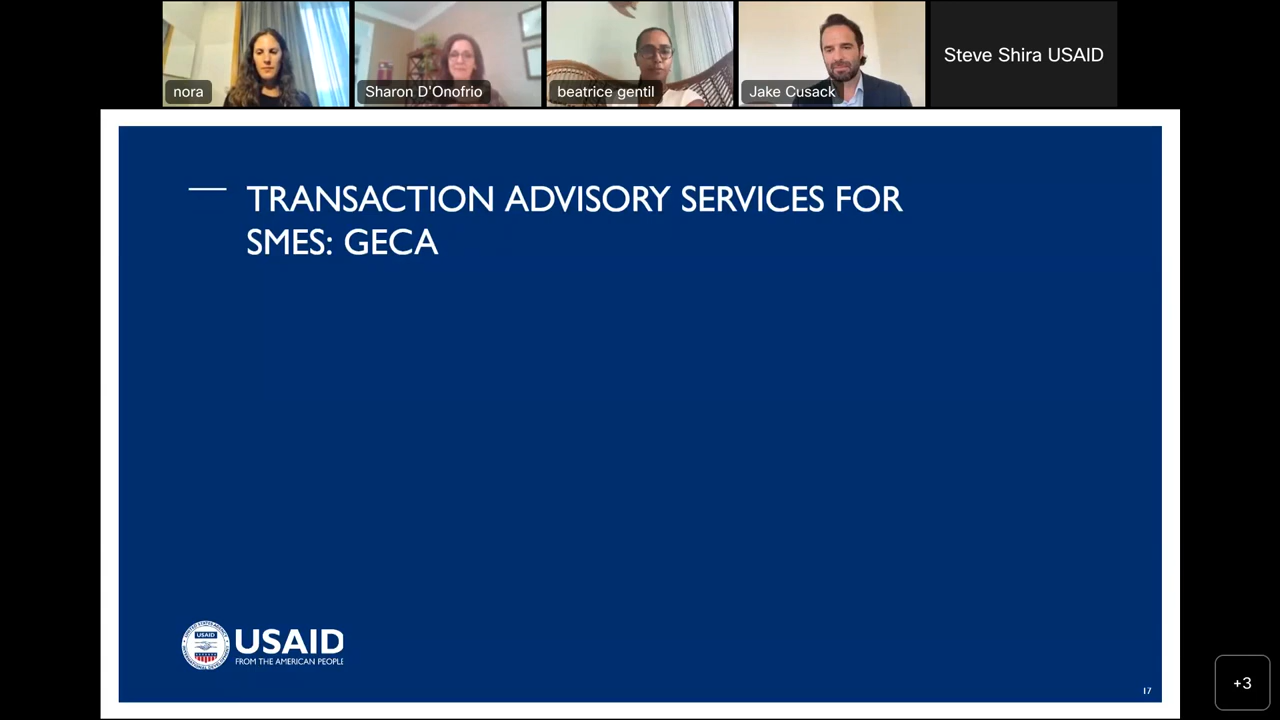 nora
Sharon D'Onofrio
beatrice gentil
Jake Cusack
Steve Shira USAID
TRANSACTION ADVISORY SERVICES FOR
SMES: GECA
USAID
USAID
FROM THE AMERICAN PEOPLE
17
+3